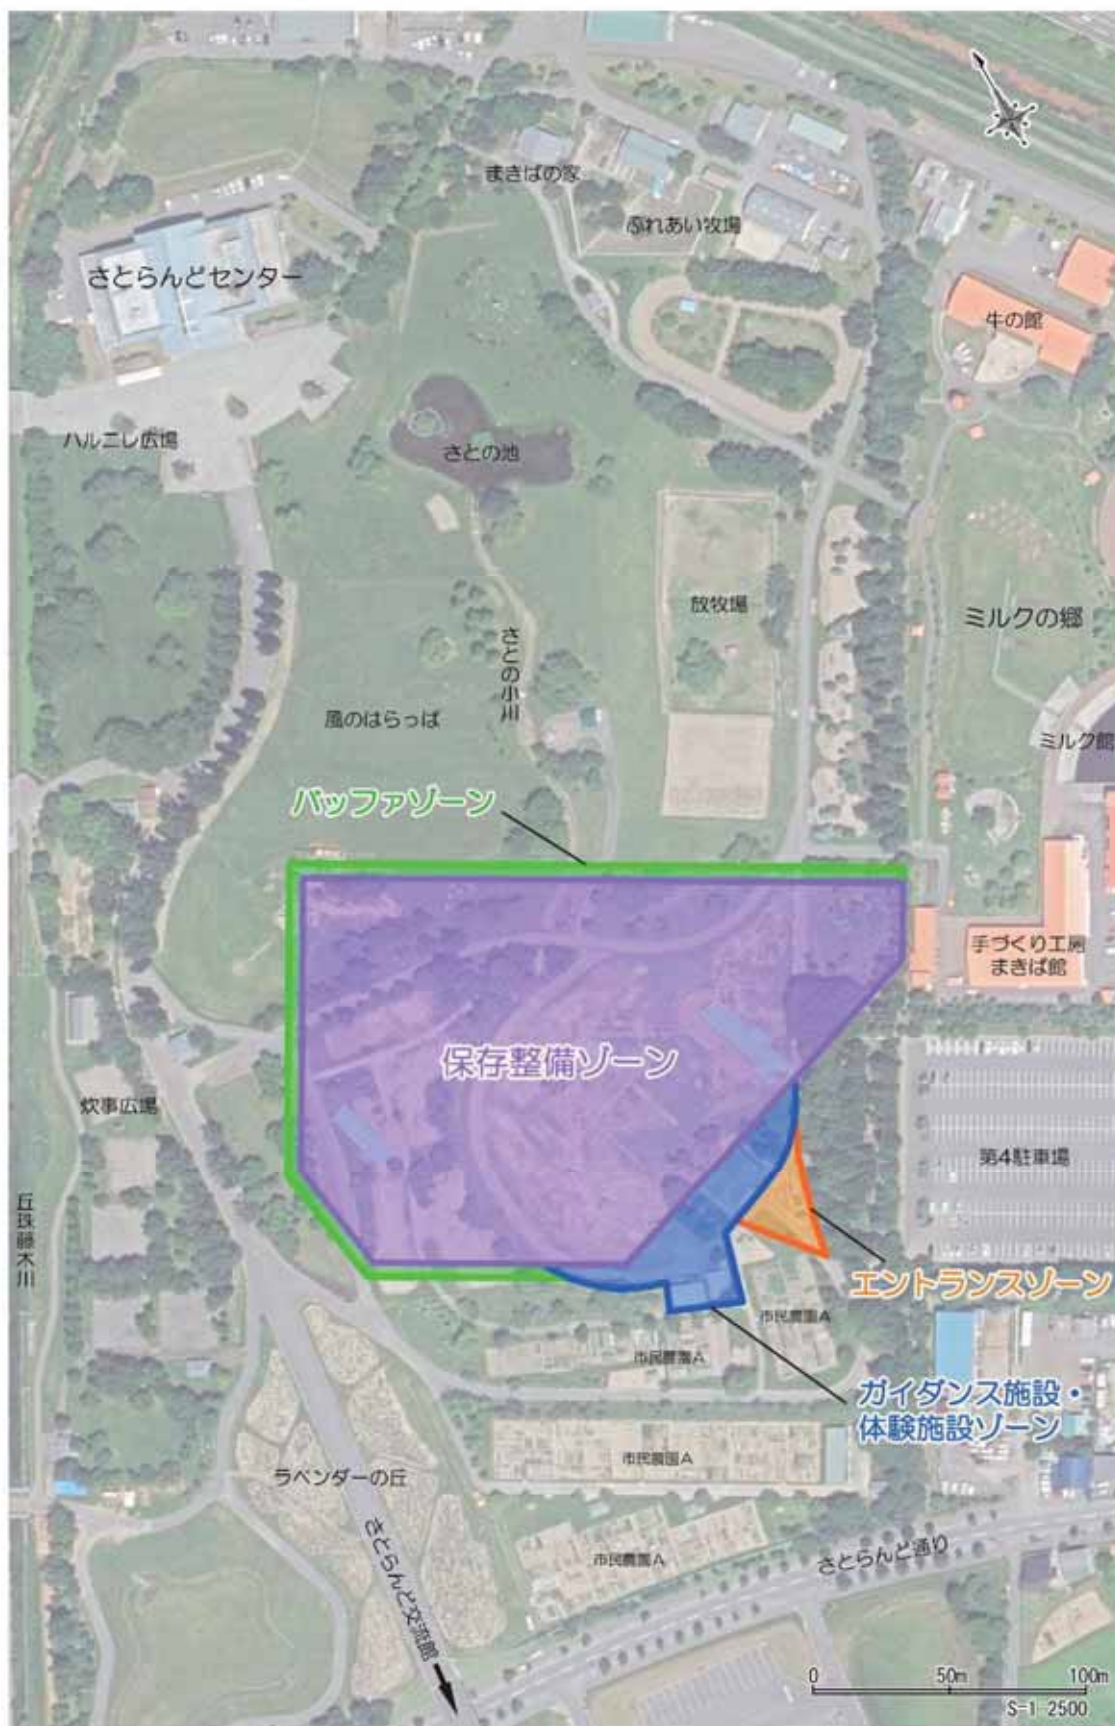 まきばの家
ふれあい牧場
さとらんどセンター
牛の館
ハルニレ広場
さとの池
放牧場
ミルクの郷
さとの小川
風のはらっぱ
ミルク館
バッファゾーン
手づくり工房
まきば館
保存整備ゾーン
炊事広場
第4駐車場
丘珠藤木川
エントランスゾーン
市民農園A
市民農園A
ガイダンス施設・
体験施設ゾーン
市民農園A
ラベンダーの丘
さとらんど交流館
市民農園A
さとらんど通り
0 50m 100m
S-1 2500